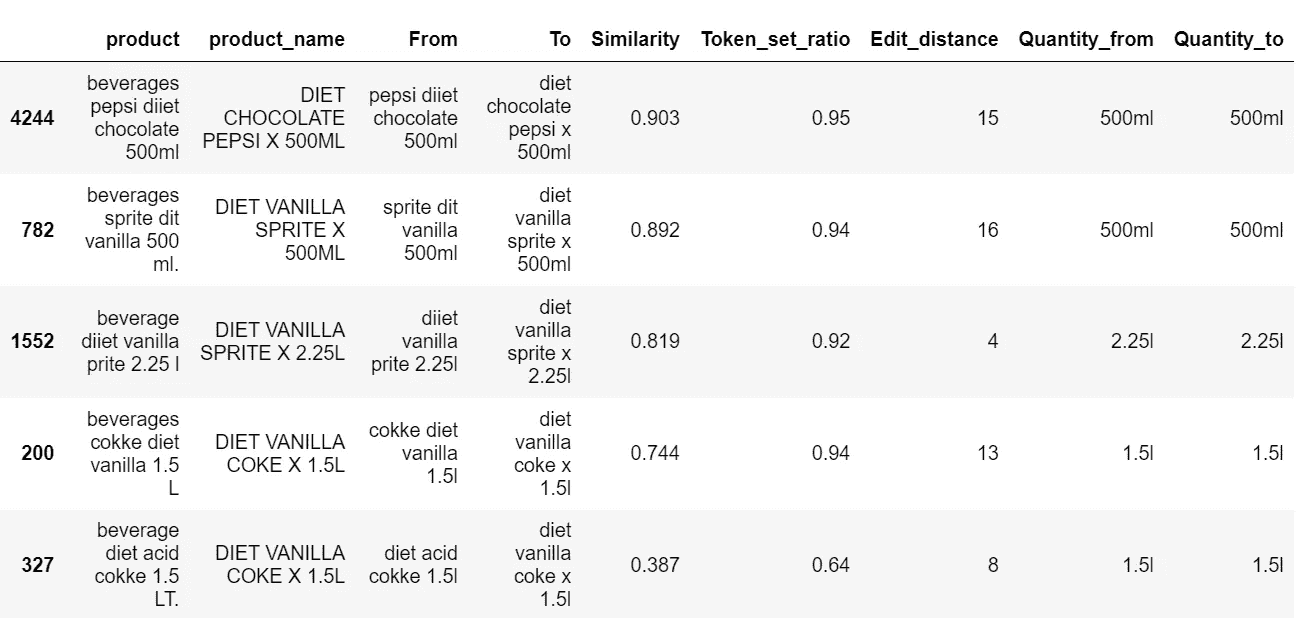 product product_name From To Similarity Token_set_ratio Edit_distance Quantity_from Quantity_to
4244
beverages
pepsi diiet
chocolate
500ml
DIET
CHOCOLATE
PEPSI X 500ML
pepsi diiet
chocolate
500ml
diet
chocolate
pepsi x
500ml
0.903
0.95
15
500ml
500ml
782
beverages
sprite dit
vanilla 500
ml.
DIET VANILLA
SPRITE X
500ML
sprite dit
vanilla
500ml
diet
vanilla
sprite x
500ml
0.892
0.94
16
500ml
500ml
1552
beverage
diiet vanilla
prite 2.25 l
DIET VANILLA
SPRITE X 2.25L
diiet
vanilla
prite 2.25l
diet
vanilla
sprite x
2.25l
0.819
0.92
4
2.25l
2.25l
200
beverages
cokke diet
vanilla 1.5
L
DIET VANILLA
COKE X 1.5L
cokke diet
vanilla
1.5l
diet
vanilla
coke x
1.5l
0.744
0.94
13
1.5l
1.5l
327
beverage
diet acid
cokke 1.5
LT.
DIET VANILLA
COKE X 1.5L
diet acid
cokke 1.5l
diet
vanilla
coke x
1.5l
0.387
0.64
8
1.5l
1.5l